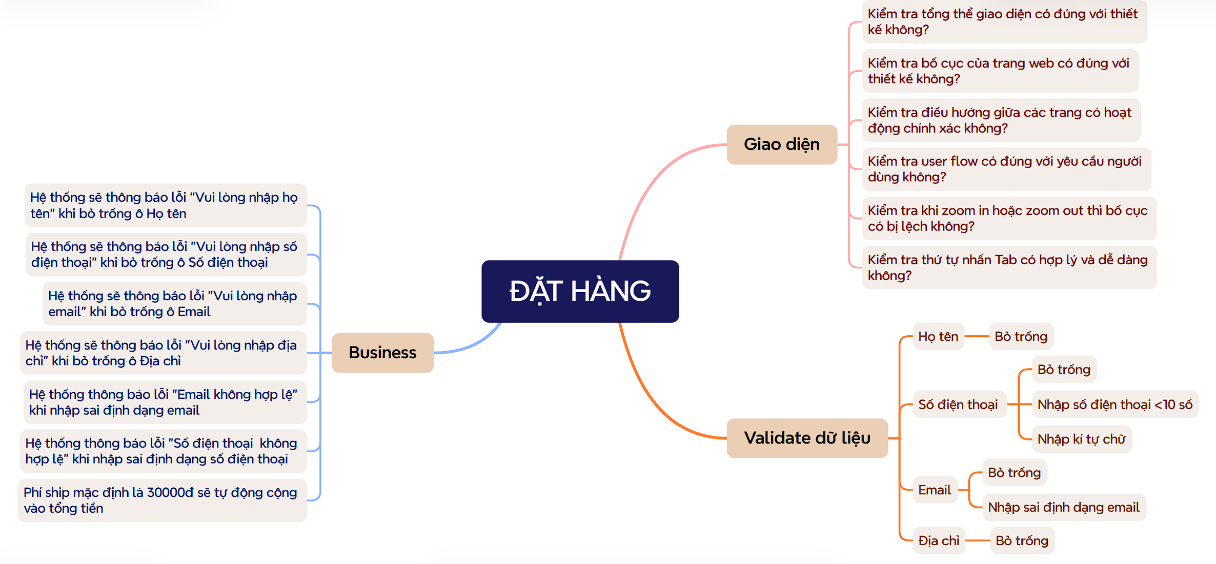 ĐẶT HÀNG
Giao diện
Kiểm tra tổng thể giao diện có đúng với thiết
kế không?
Kiểm tra bố cục của trang web có đúng với
thiết kế không?
Kiểm tra điều hướng giữa các trang có hoạt
động chính xác không?
Kiểm tra user flow có đúng với yêu cầu người
dùng không?
Kiểm tra khi zoom in hoặc zoom out thì bố cục
có bị lệch không?
Kiểm tra thứ tự nhấn Tab có hợp lý và dễ dàng
không?
Validate dữ liệu
Họ tên
Bỏ trống
Số điện thoại
Bỏ trống
Nhập số điện thoại <10 số
Nhập kí tự chữ
Email
Bỏ trống
Nhập sai định dạng email
Địa chỉ
Bỏ trống
Business
Hệ thống sẽ thông báo lỗi "Vui lòng nhập họ
tên" khi bỏ trống ô Họ tên
Hệ thống sẽ thông báo lỗi "Vui lòng nhập số
điện thoại" khi bỏ trống ô Số điện thoại
Hệ thống sẽ thông báo lỗi "Vui lòng nhập
email" khi bỏ trống ô Email
Hệ thống sẽ thông báo lỗi "Vui lòng nhập địa
chỉ" khi bỏ trống ô Địa chỉ
Hệ thống thông báo lỗi "Email không hợp lệ"
khi nhập sai định dạng email
Hệ thống thông báo lỗi "Số điện thoại  không
hợp lệ" khi nhập sai định dạng số điện thoại
Phí ship mặc định là 30000đ sẽ tự động cộng
vào tổng tiền